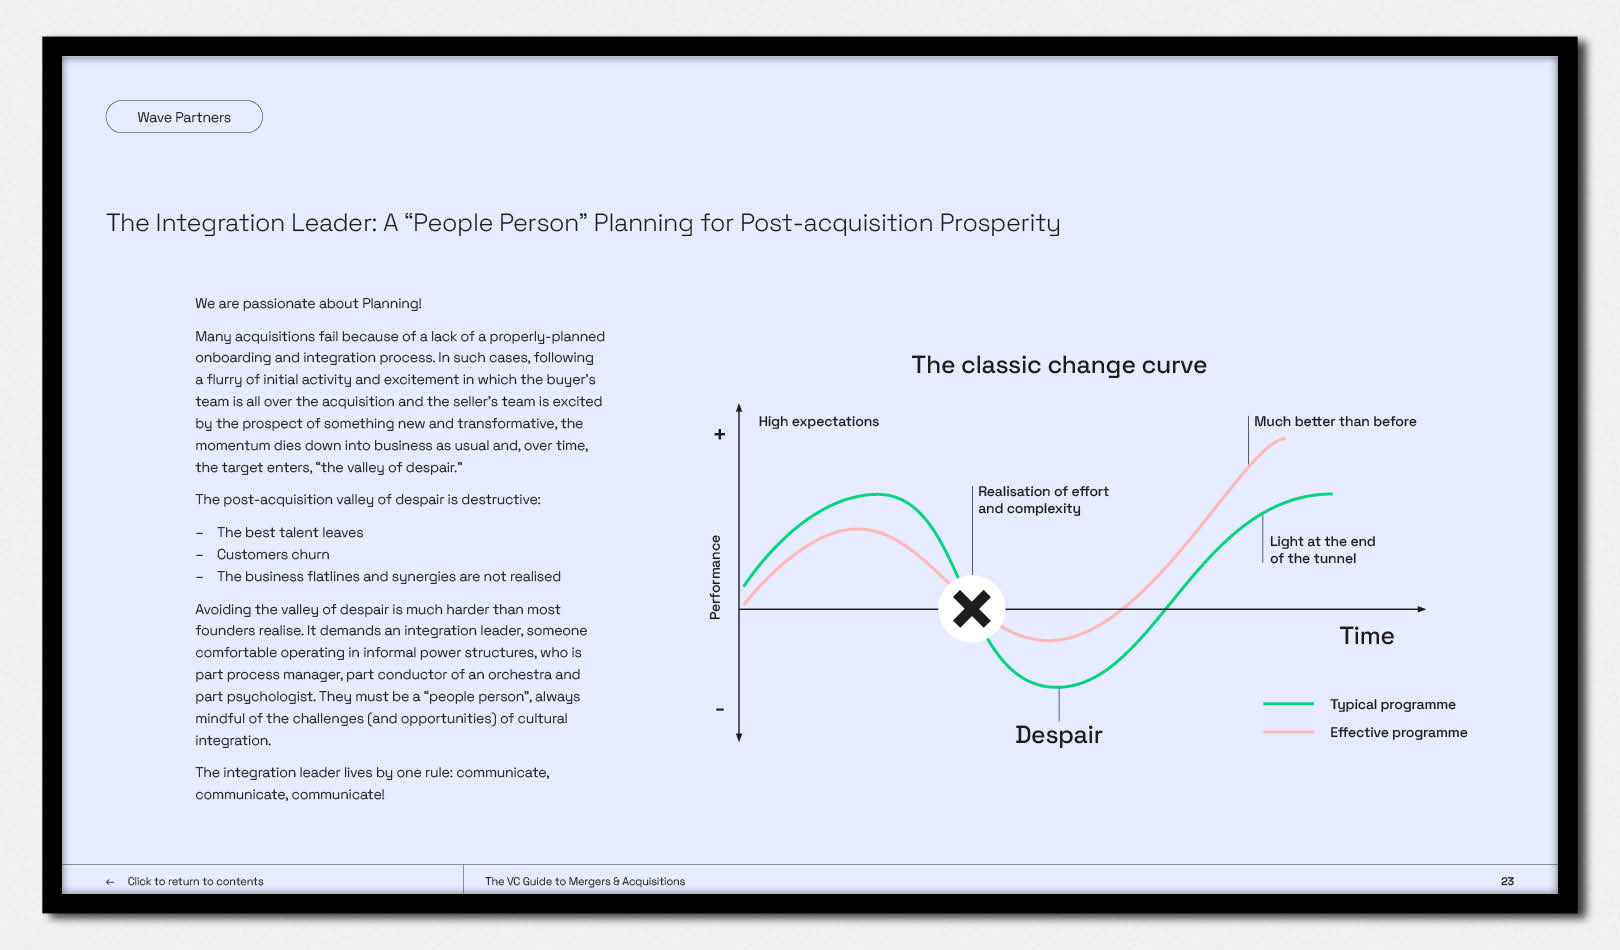 Wave Partners
The Integration Leader: A “People Person” Planning for Post-acquisition Prosperity
We are passionate about Planning!
Many acquisitions fail because of a lack of a properly-planned
onboarding and integration process. In such cases, following
a flurry of initial activity and excitement in which the buyer’s
team is all over the acquisition and the seller’s team is excited
by the prospect of something new and transformative, the
momentum dies down into business as usual and, over time,
the target enters, “the valley of despair.”
The post-acquisition valley of despair is destructive:
– The best talent leaves
– Customers churn
– The business flatlines and synergies are not realised
Avoiding the valley of despair is much harder than most
founders realise. It demands an integration leader, someone
comfortable operating in informal power structures, who is
part process manager, part conductor of an orchestra and
part psychologist. They must be a “people person”, always
mindful of the challenges (and opportunities) of cultural
integration.
The integration leader lives by one rule: communicate,
communicate, communicate!
The classic change curve
+
High expectations
Much better than before
Realisation of effort
and complexity
Light at the end
of the tunnel
Performance
Time
-
Despair
Typical programme
Effective programme
← Click to return to contents
The VC Guide to Mergers & Acquisitions
23